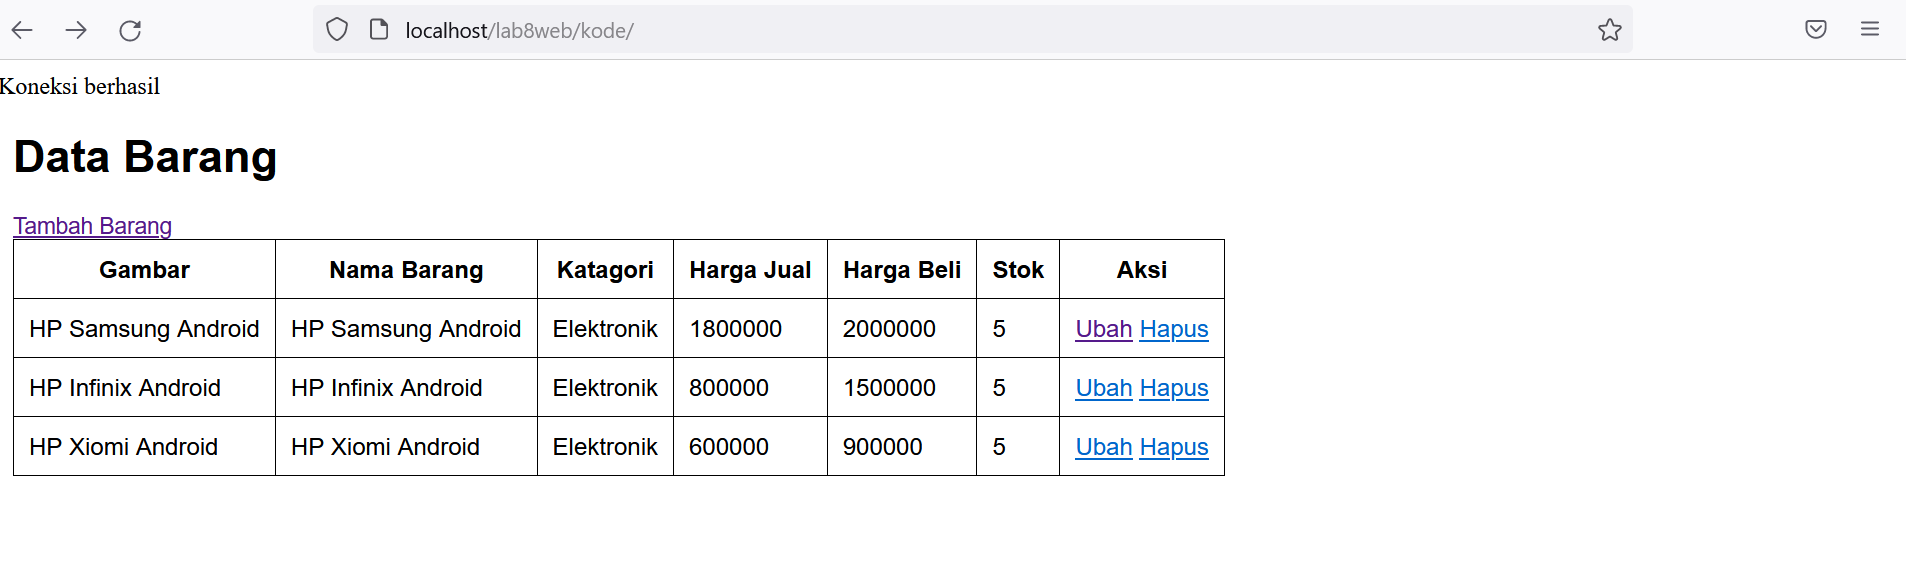 localhost/lab8web/kode/
Koneksi berhasil
Data Barang
Tambah Barang
Gambar Nama Barang Katagori Harga Jual Harga Beli Stok Aksi
HP Samsung Android HP Samsung Android Elektronik 1800000 2000000 5 Ubah Hapus
HP Infinix Android HP Infinix Android Elektronik 800000 1500000 5 Ubah Hapus
HP Xiomi Android HP Xiomi Android Elektronik 600000 900000 5 Ubah Hapus